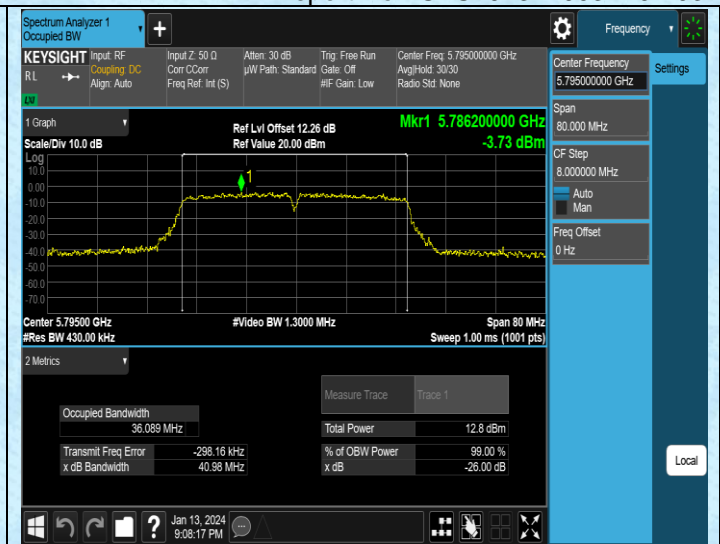 Spectrum Analyzer 1
Occupied BW
Frequency
KEYSIGHT
RL
LXI
Input: RF
Coupling: DC
Align: Auto
Input Z: 50 Ω
Corr CCorr
Freq Ref: Int (S)
Atten: 30 dB
µW Path: Standard
Trig: Free Run
Gate: Off
#IF Gain: Low
Center Freq: 5.795000000 GHz
Avg|Hold: 30/30
Radio Std: None
Center Frequency
5.795000000 GHz
Settings
Span
80.000 MHz
CF Step
8.000000 MHz
Auto
Man
Freq Offset
0 Hz
Local
1 Graph
Scale/Div 10.0 dB
Ref Lvl Offset 12.26 dB
Ref Value 20.00 dBm
Mkr1 5.786200000 GHz
-3.73 dBm
Log
10.0
0.00
-10.0
-20.0
-30.0
-40.0
-50.0
-60.0
-70.0
1
Center 5.79500 GHz
#Video BW 1.3000 MHz
Span 80 MHz
#Res BW 430.00 kHz
Sweep 1.00 ms (1001 pts)
2 Metrics
Measure Trace
Trace 1
Occupied Bandwidth
36.089 MHz
Total Power
12.8 dBm
Transmit Freq Error
-298.16 kHz
% of OBW Power
99.00 %
x dB Bandwidth
40.98 MHz
x dB
-26.00 dB
?
Jan 13, 2024
9:08:17 PM